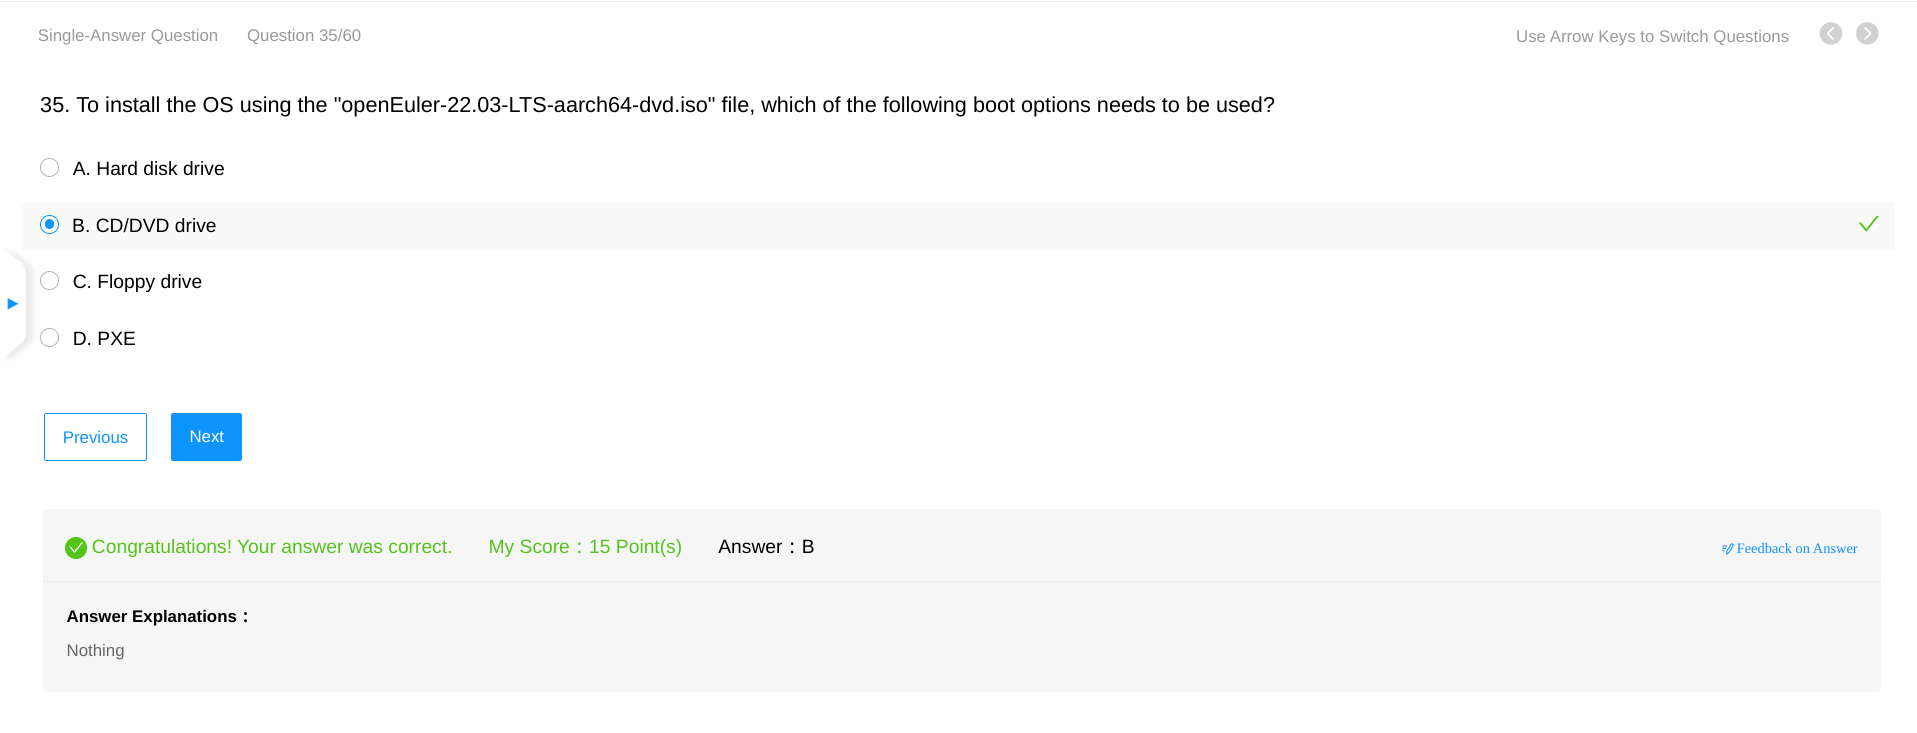 Single-Answer Question Question 35/60 Use Arrow Keys to Switch Questions
35. To install the OS using the "openEuler-22.03-LTS-aarch64-dvd.iso" file, which of the following boot options needs to be used?
A. Hard disk drive
B. CD/DVD drive
C. Floppy drive
D. PXE
Previous Next
Congratulations! Your answer was correct. My Score：15 Point(s) Answer：B Feedback on Answer
Answer Explanations：
Nothing